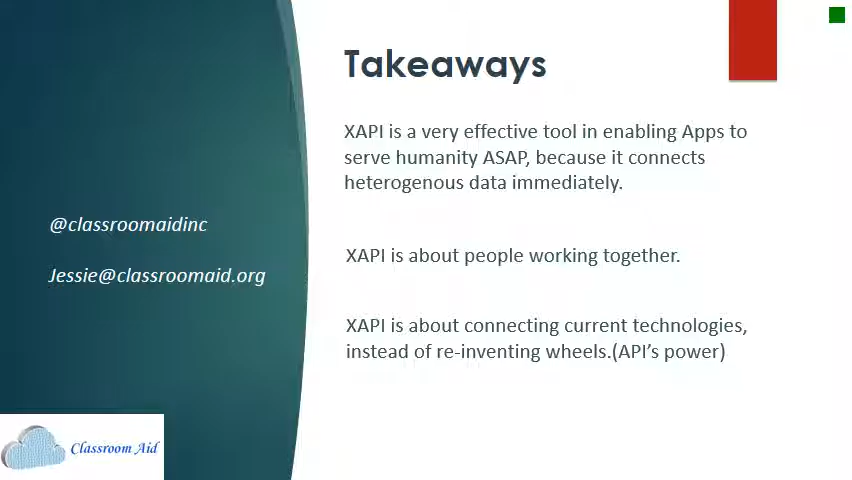 Takeaways
XAPI is a very effective tool in enabling Apps to
serve humanity ASAP, because it connects
heterogenous data immediately.
@classroomaidinc
XAPI is about people working together.
Jessie@classroomaid.org
XAPI is about connecting current technologies,
instead of re-inventing wheels.(API’s power)
Classroom Aid